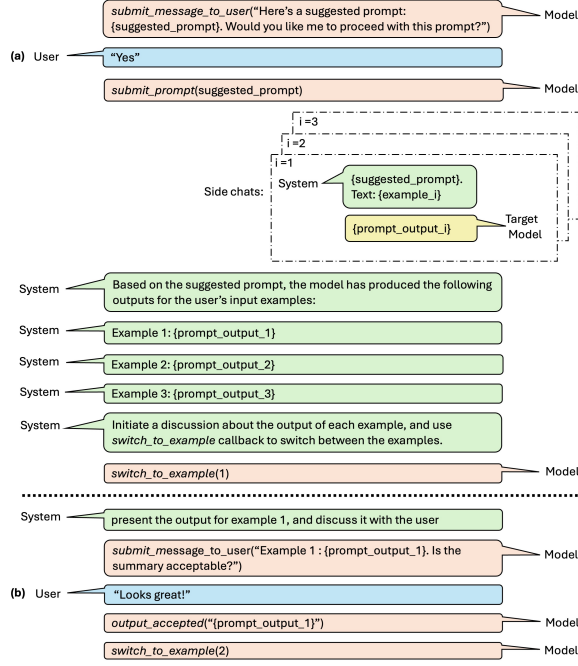 submit_message_to_user(“Here’s a suggested prompt:
{suggested_prompt}. Would you like me to proceed with this prompt?”)
Model
(a) User
“Yes”
submit_prompt(suggested_prompt)
Model
i =3
i =2
i =1
Side chats:
System
{suggested_prompt}.
Text: {example_i}
{prompt_output_i}
Target
Model
System
Based on the suggested prompt, the model has produced the following
outputs for the user’s input examples:
System
Example 1: {prompt_output_1}
System
Example 2: {prompt_output_2}
System
Example 3: {prompt_output_3}
System
Initiate a discussion about the output of each example, and use
switch_to_example callback to switch between the examples.
switch_to_example(1)
Model
System
present the output for example 1, and discuss it with the user
submit_message_to_user(“Example 1 : {prompt_output_1}. Is the
summary acceptable?”)
Model
(b) User
“Looks great!”
output_accepted(“{prompt_output_1}”)
Model
switch_to_example(2)
Model